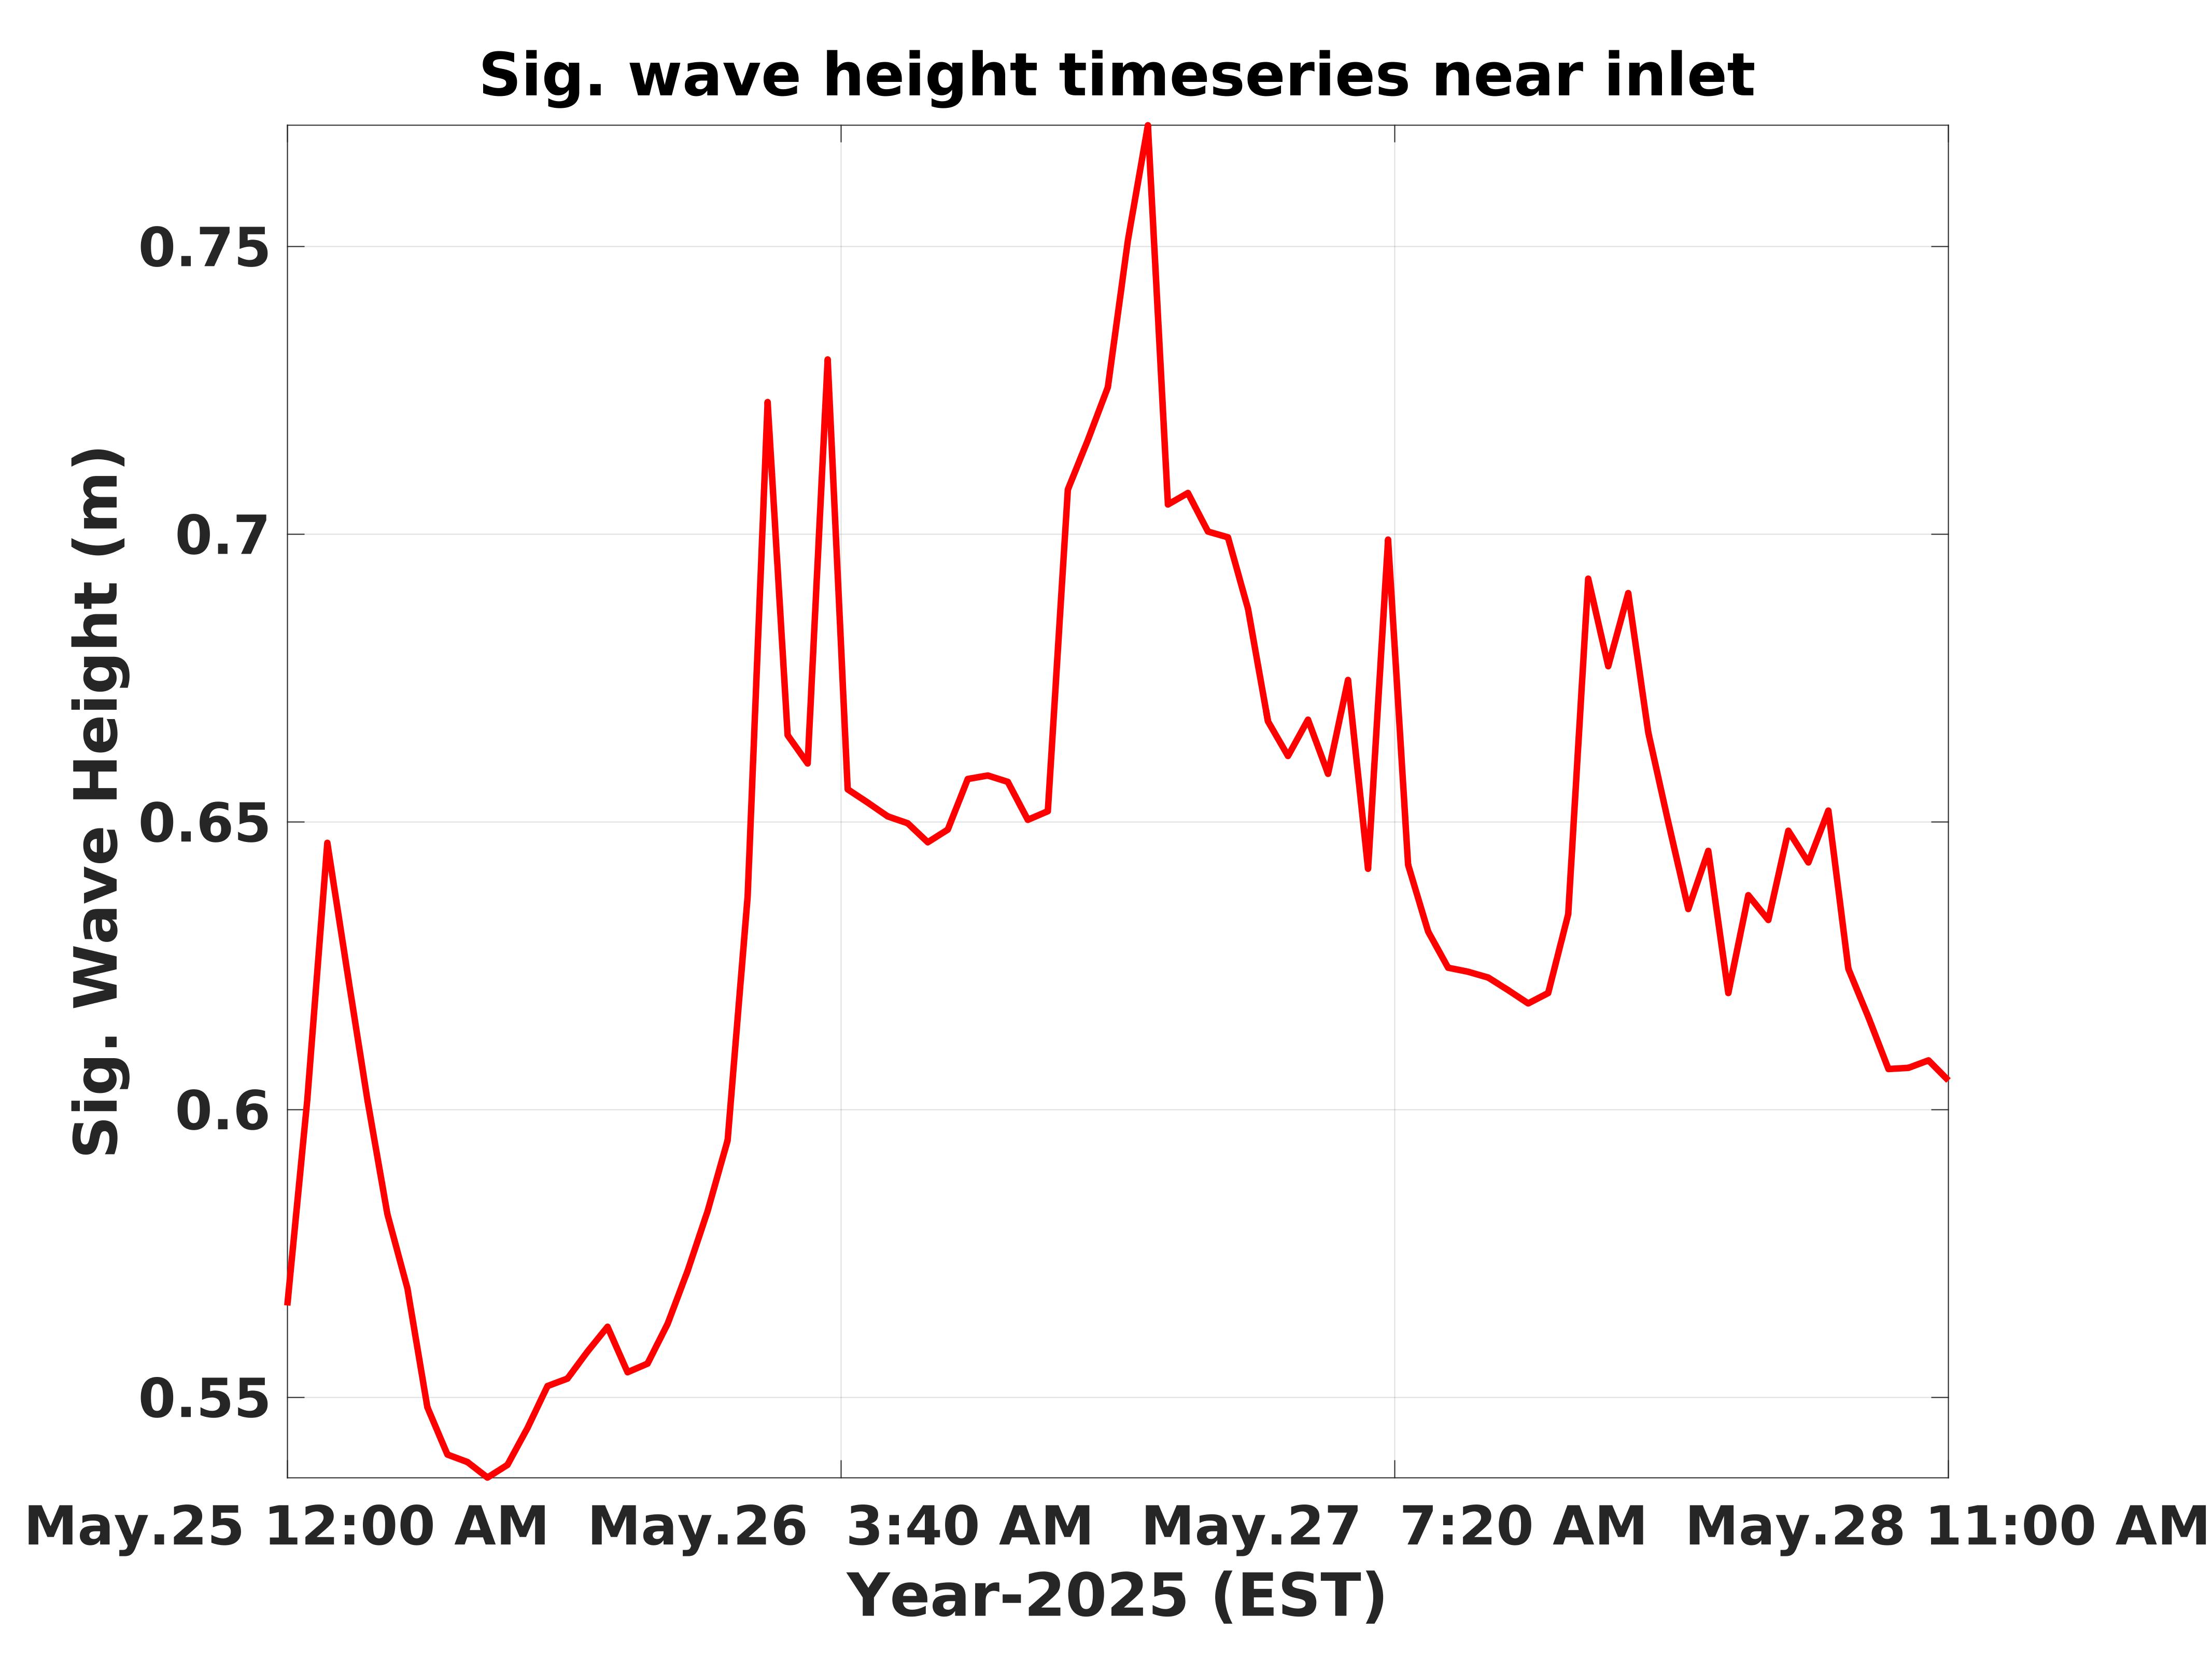 Sig. wave height timeseries near inlet
Sig. Wave Height (m)
0.75
0.7
0.65
0.6
0.55
May.25 12:00 AM May.26 3:40 AM May.27 7:20 AM May.28 11:00 AM
Year-2025 (EST)